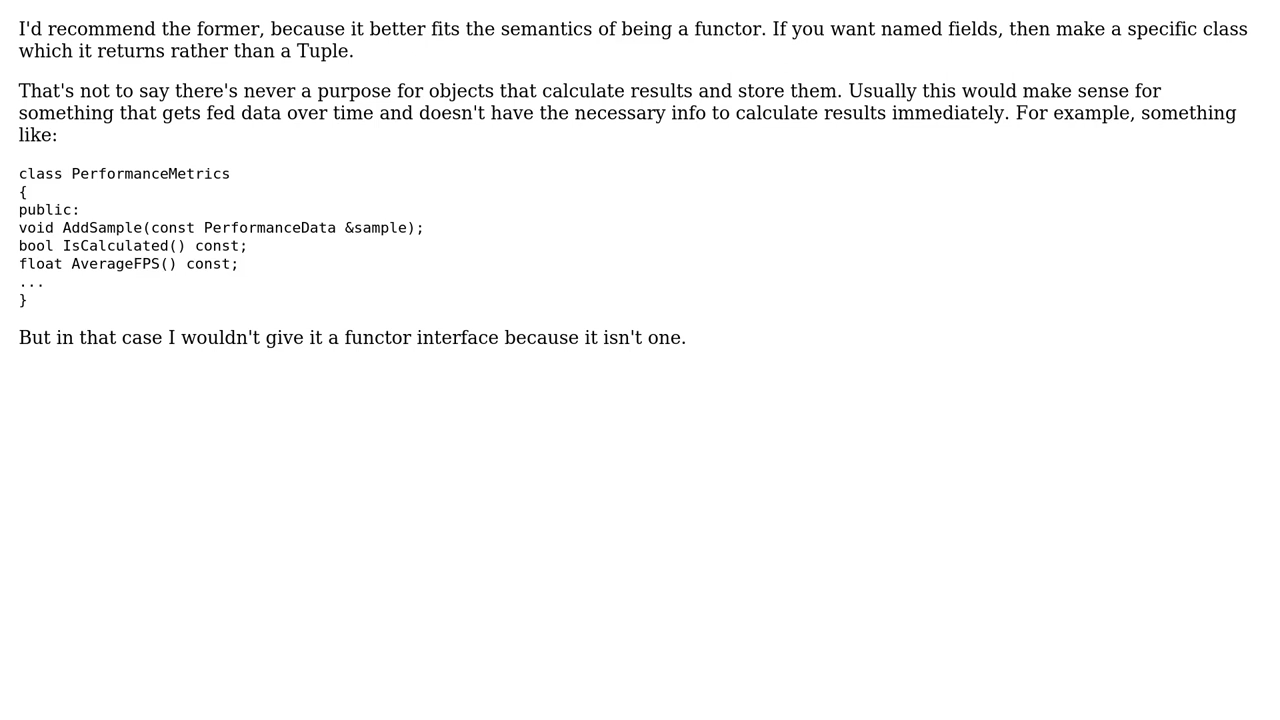 I'd recommend the former, because it better fits the semantics of being a functor. If you want named fields, then make a specific class
which it returns rather than a Tuple.
That's not to say there's never a purpose for objects that calculate results and store them. Usually this would make sense for
something that gets fed data over time and doesn't have the necessary info to calculate results immediately. For example, something
like:
class PerformanceMetrics
{
public:
void AddSample(const PerformanceData &sample);
bool IsCalculated() const;
float AverageFPS() const;
...
}
But in that case I wouldn't give it a functor interface because it isn't one.